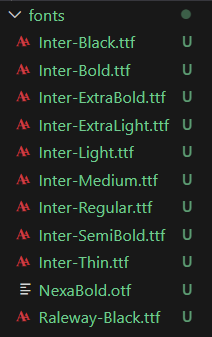 fonts
Inter-Black.ttf U
Inter-Bold.ttf U
Inter-ExtraBold.ttf U
Inter-ExtraLight.ttf U
Inter-Light.ttf U
Inter-Medium.ttf U
Inter-Regular.ttf U
Inter-SemiBold.ttf U
Inter-Thin.ttf U
NexaBold.otf U
Raleway-Black.ttf U